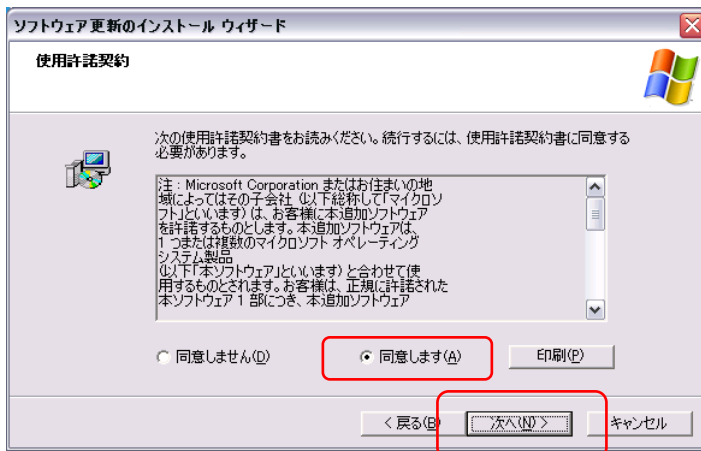 ソフトウェア更新のインストール ウィザード
使用許諾契約
次の使用許諾契約書をお読みください。続行するには、使用許諾契約書に同意する
必要があります。
注 : Microsoft Corporation またはお住まいの地
域によってはその子会社 (以下総称して「マイクロソ
フト」といいます) は、お客様に本追加ソフトウェア
を許諾するものとします。本追加ソフトウェアは、
1 つまたは複数のマイクロソフト オペレーティング
システム製品
(以下「本ソフトウェア」といいます) と合わせて使
用するものとされます。お客様は、正規に許諾された
本ソフトウェア 1 部につき、本追加ソフトウェア
同意しません(D) 同意します(A) 印刷(P)
< 戻る(B 次へ(N) > キャンセル